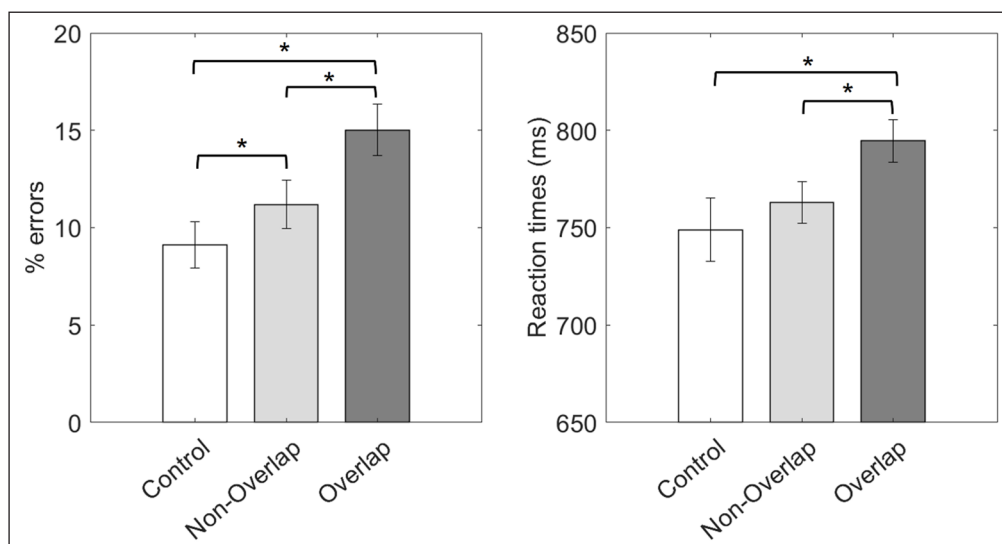 % errors
20
15
10
5
0
*
*
*
Control
Non-Overlap
Overlap
Reaction times (ms)
850
800
750
700
650
*
*
Control
Non-Overlap
Overlap